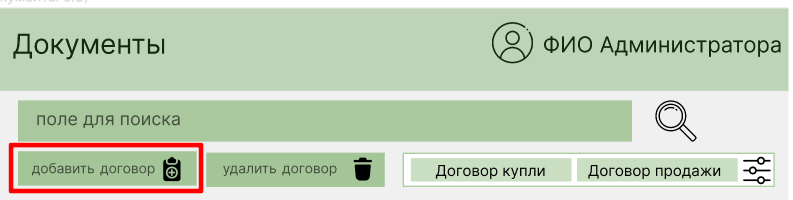 Документы
ФИО Администратора
поле для поиска
добавить договор
удалить договор
Договор купли
Договор продажи